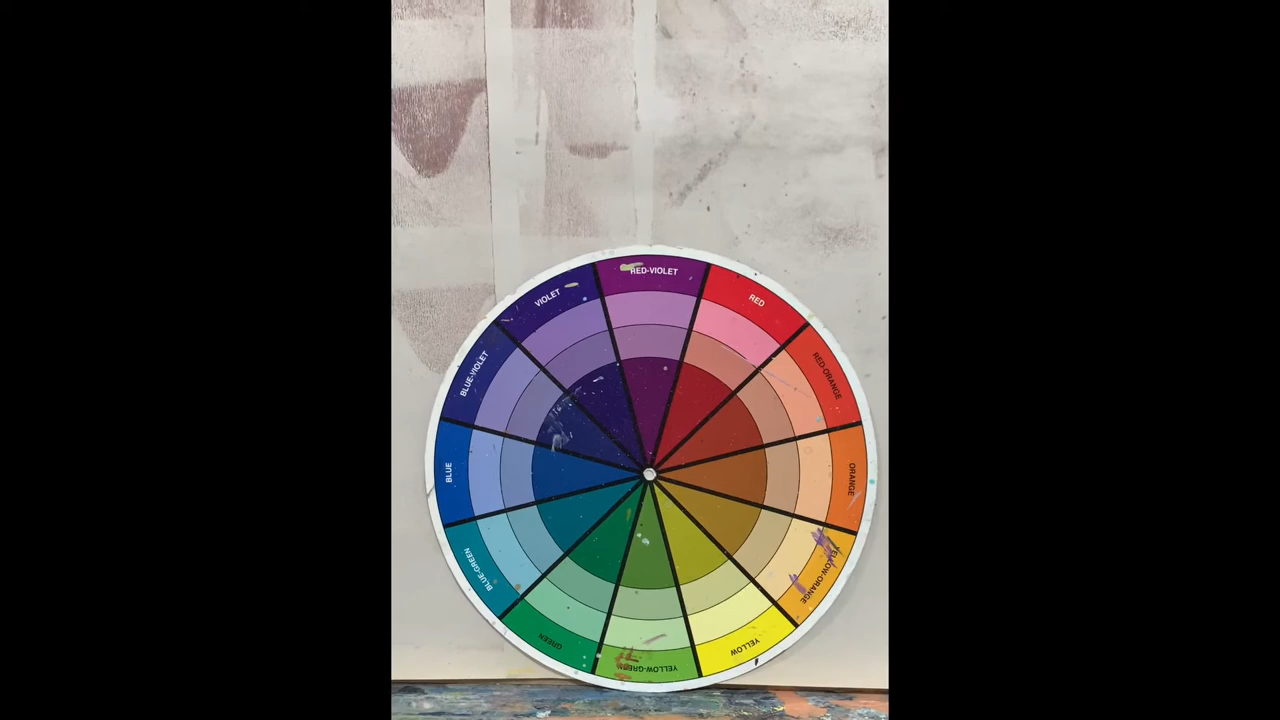 RED-VIOLET
RED
RED-ORANGE
ORANGE
YELLOW-ORANGE
YELLOW
YELLOW-GREEN
GREEN
BLUE-GREEN
BLUE
BLUE-VIOLET
VIOLET